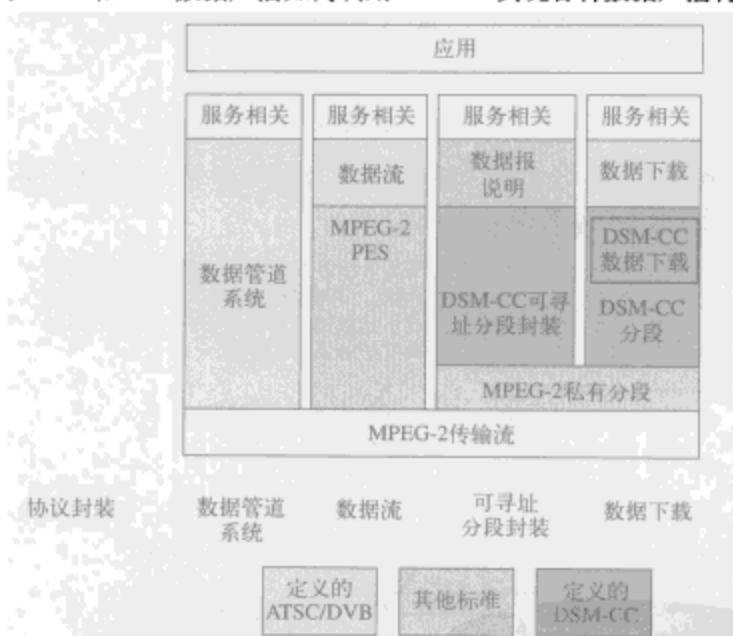 应用
服务相关 服务相关 服务相关 服务相关
数据流 数据报 数据下载
说明
MPEG-2
PES
DSM-CC
数据下载
数据管道
系统
DSM-CC可寻
址分段封装
DSM-CC
分段
MPEG-2私有分段
MPEG-2传输流
协议封装 数据管道 数据流 可寻址 数据下载
系统 分段封装
定义的
ATSC/DVB
其他标准
定义的
DSM-CC